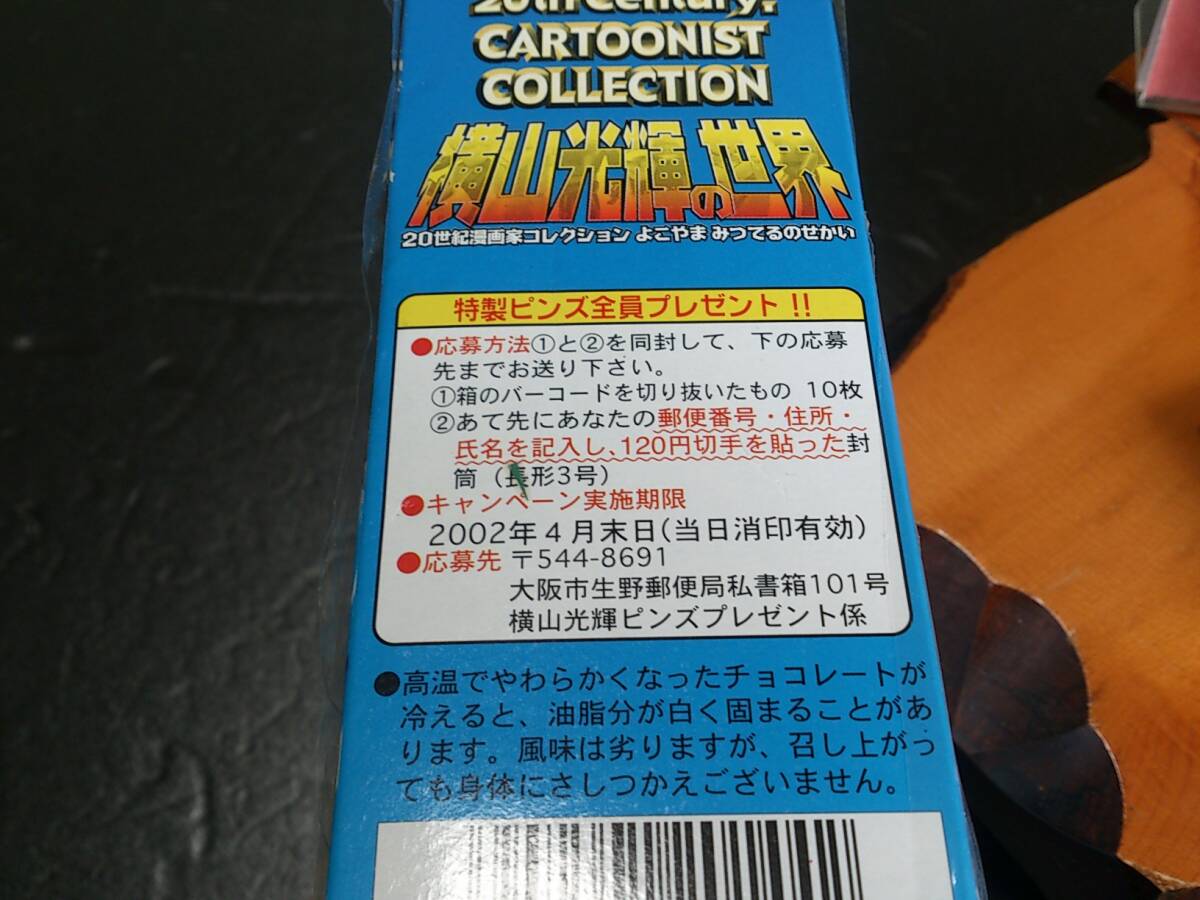 20th Century!
CARTOONIST
COLLECTION
横山光輝の世界
20世紀漫画家コレクション よこやま みつてるのせかい
特製ピンズ全員プレゼント!!
●応募方法①と②を同封して、下の応募
先までお送り下さい。
①箱のバーコードを切り抜いたもの 10枚
②あて先にあなたの郵便番号・住所・
氏名を記入し、120円切手を貼った封
筒(長形3号)
●キャンペーン実施期限
2002年4月末日(当日消印有効)
●応募先 〒544-8691
大阪市生野郵便局私書箱101号
横山光輝ピンズプレゼント係
●高温でやわらかくなったチョコレートが
冷えると、油脂分が白く固まることがあ
ります。風味は劣りますが、召し上がっ
ても身体にさしつかえございません。